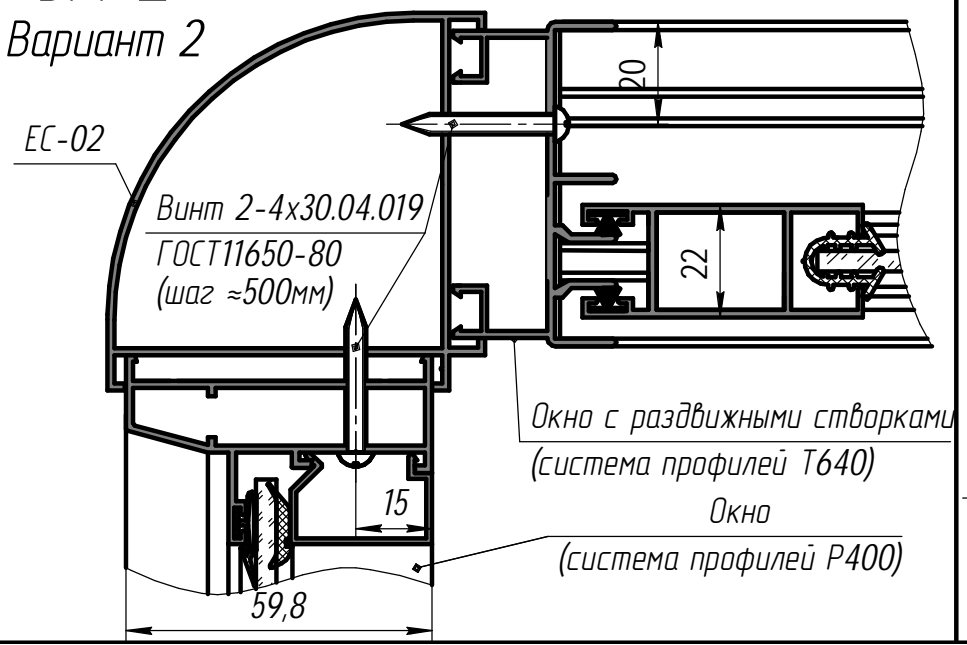 Вариант 2
20
ЕС-02
Винт 2-4х30.04.019
ГОСТ11650-80
(шаг ≈500мм)
22
Окно с раздвижными створками
(система профилей Т640)
15
Окно
(система профилей Р400)
59,8